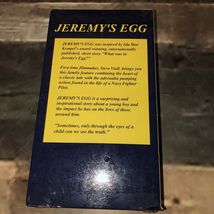 JEREMY'S EGG
JEREMY'S EGG was inspired by Ida Mae
Kempel's award winning, internationally
published, short story "What was in
Jeremy's Egg?"
First time filmmaker, Steve Viall, brings you
this family feature combining the heart of
a classic tale with the adrenalin pumping
action found in the life of a Navy Fighter
Pilot.
JEREMY'S EGG is a surprising and
inspirational story about a young boy and
the impact he has on the lives of those
around him.
"Sometimes, only through the eyes of a
child can we see the truth."